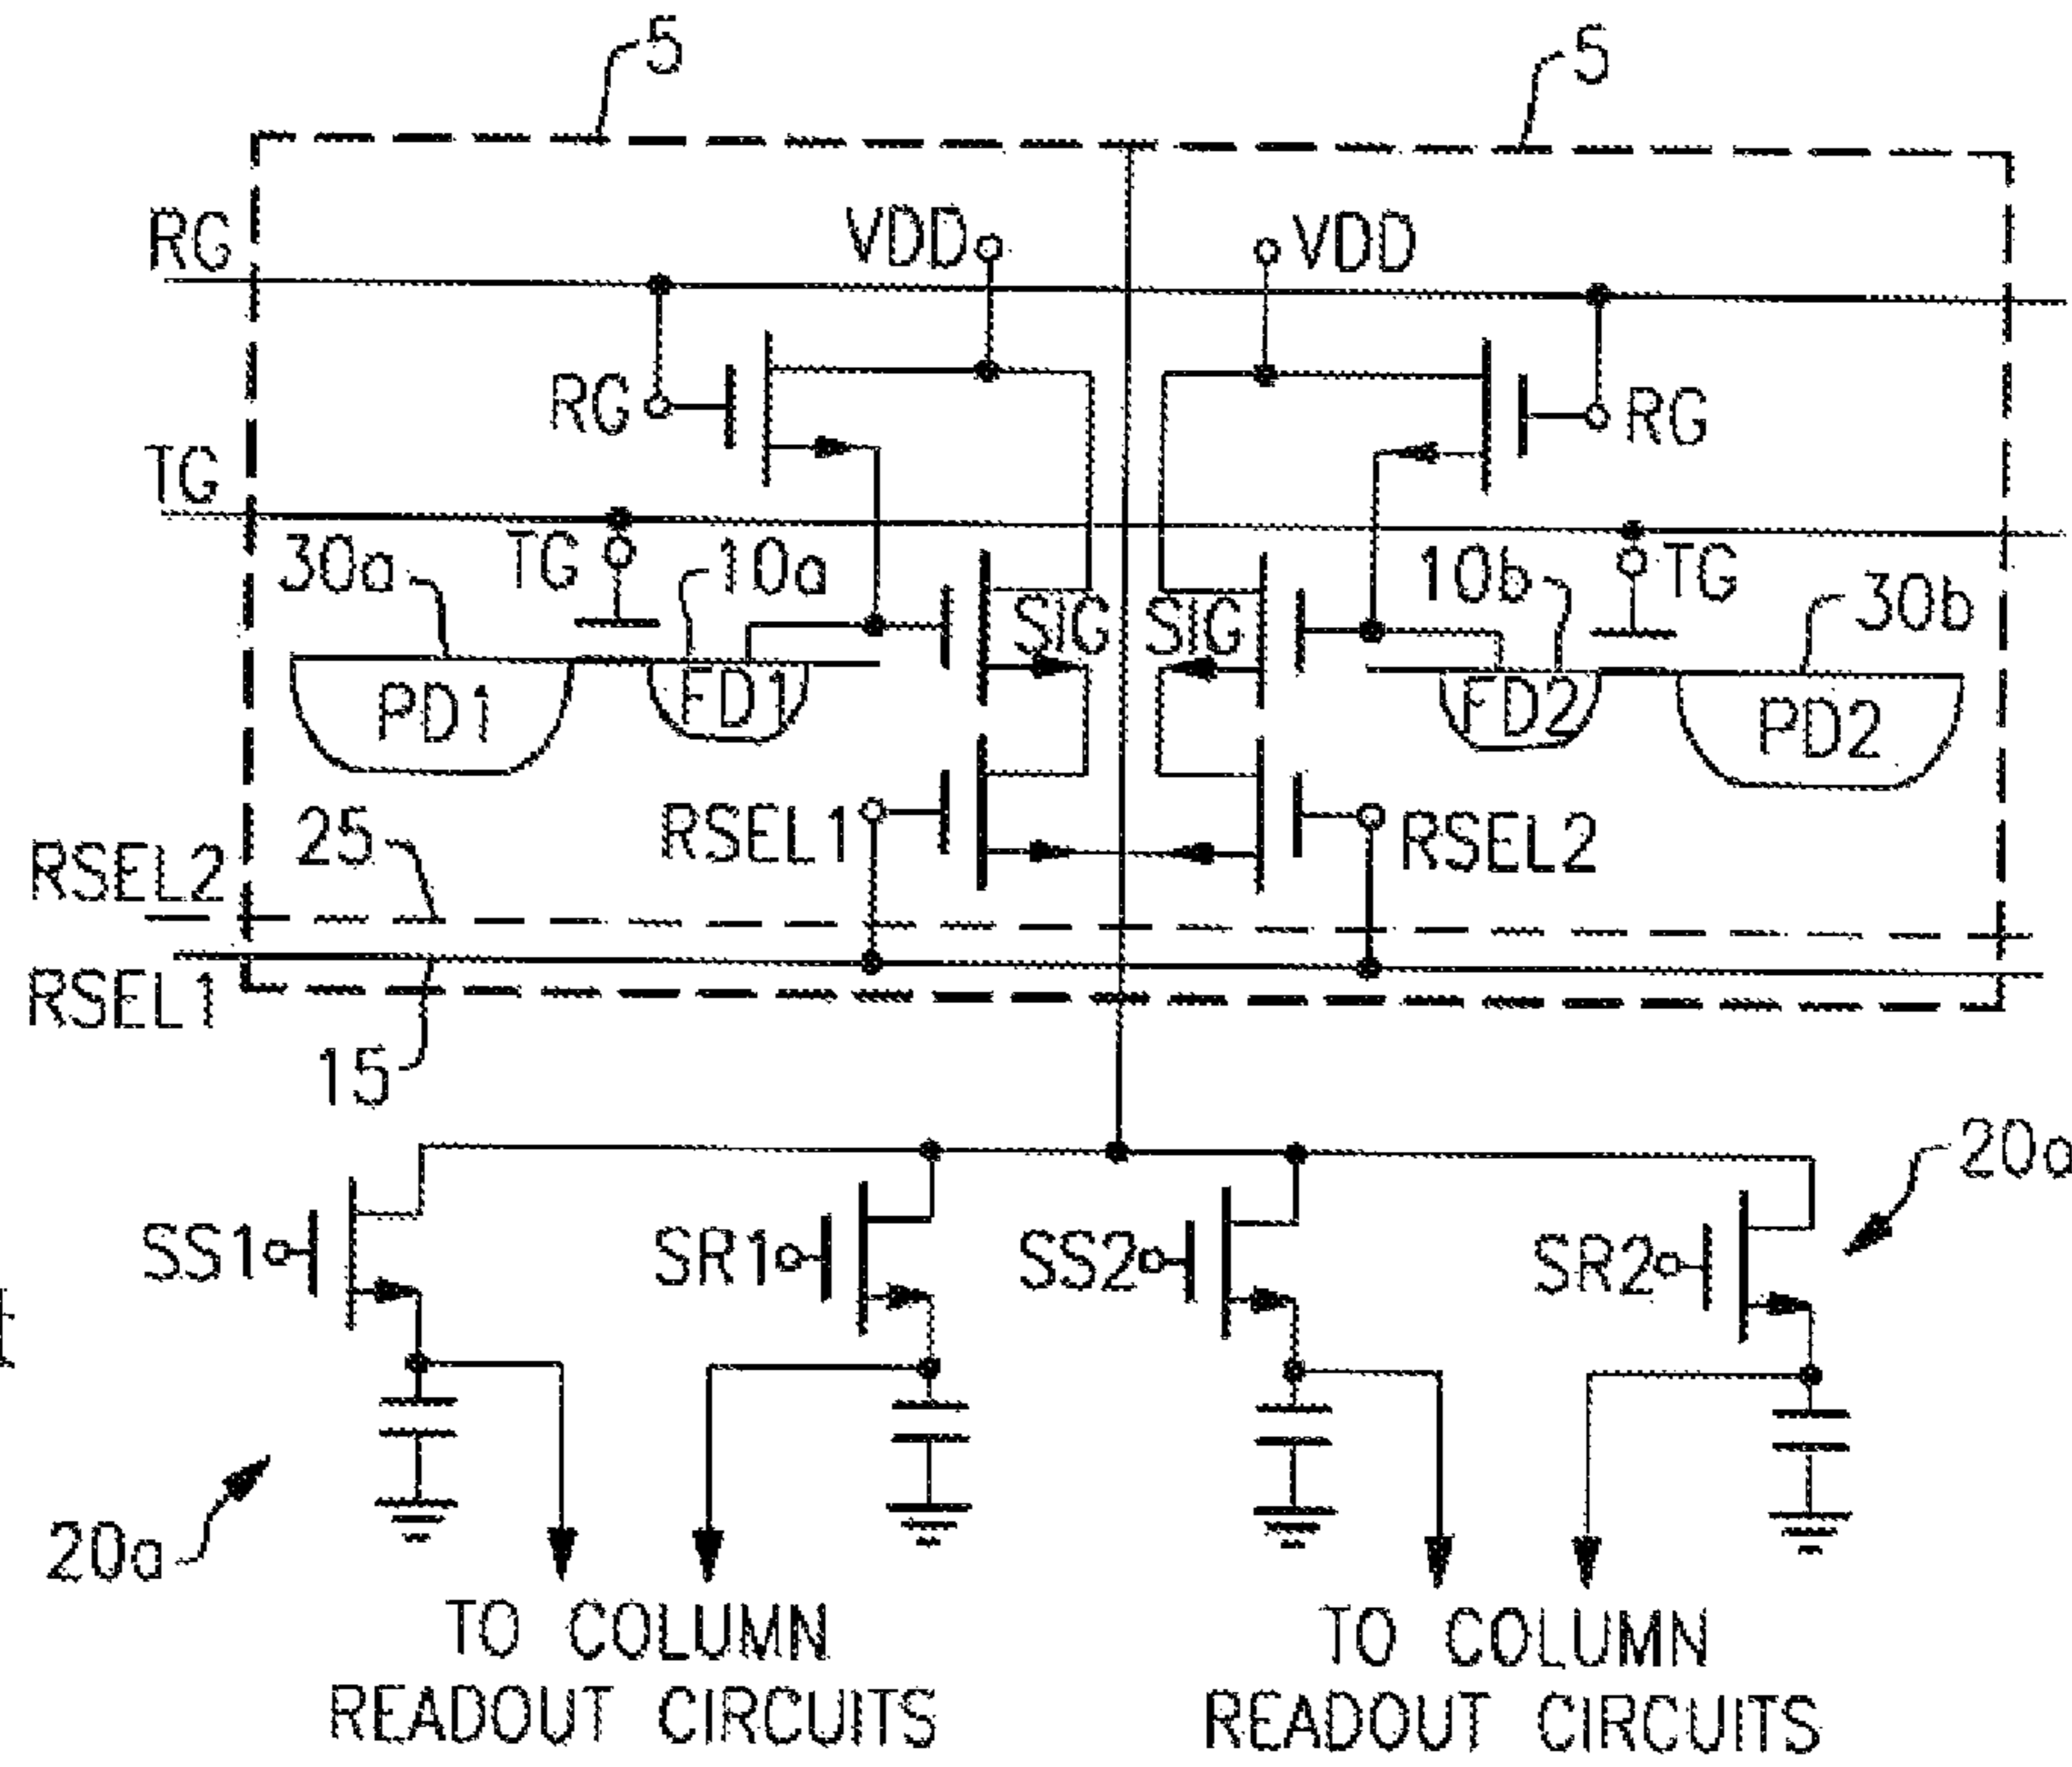 5 5
RG VDD VDD
RG RG
TG
30a TG 10a 10b TG 30b
SIG SIG
PD1 FD1 FD2 PD2
RSEL1 RSEL2
25
RSEL2
RSEL1
15
20a
SS1 SR1 SS2 SR2
20a
TO COLUMN TO COLUMN
READOUT CIRCUITS READOUT CIRCUITS